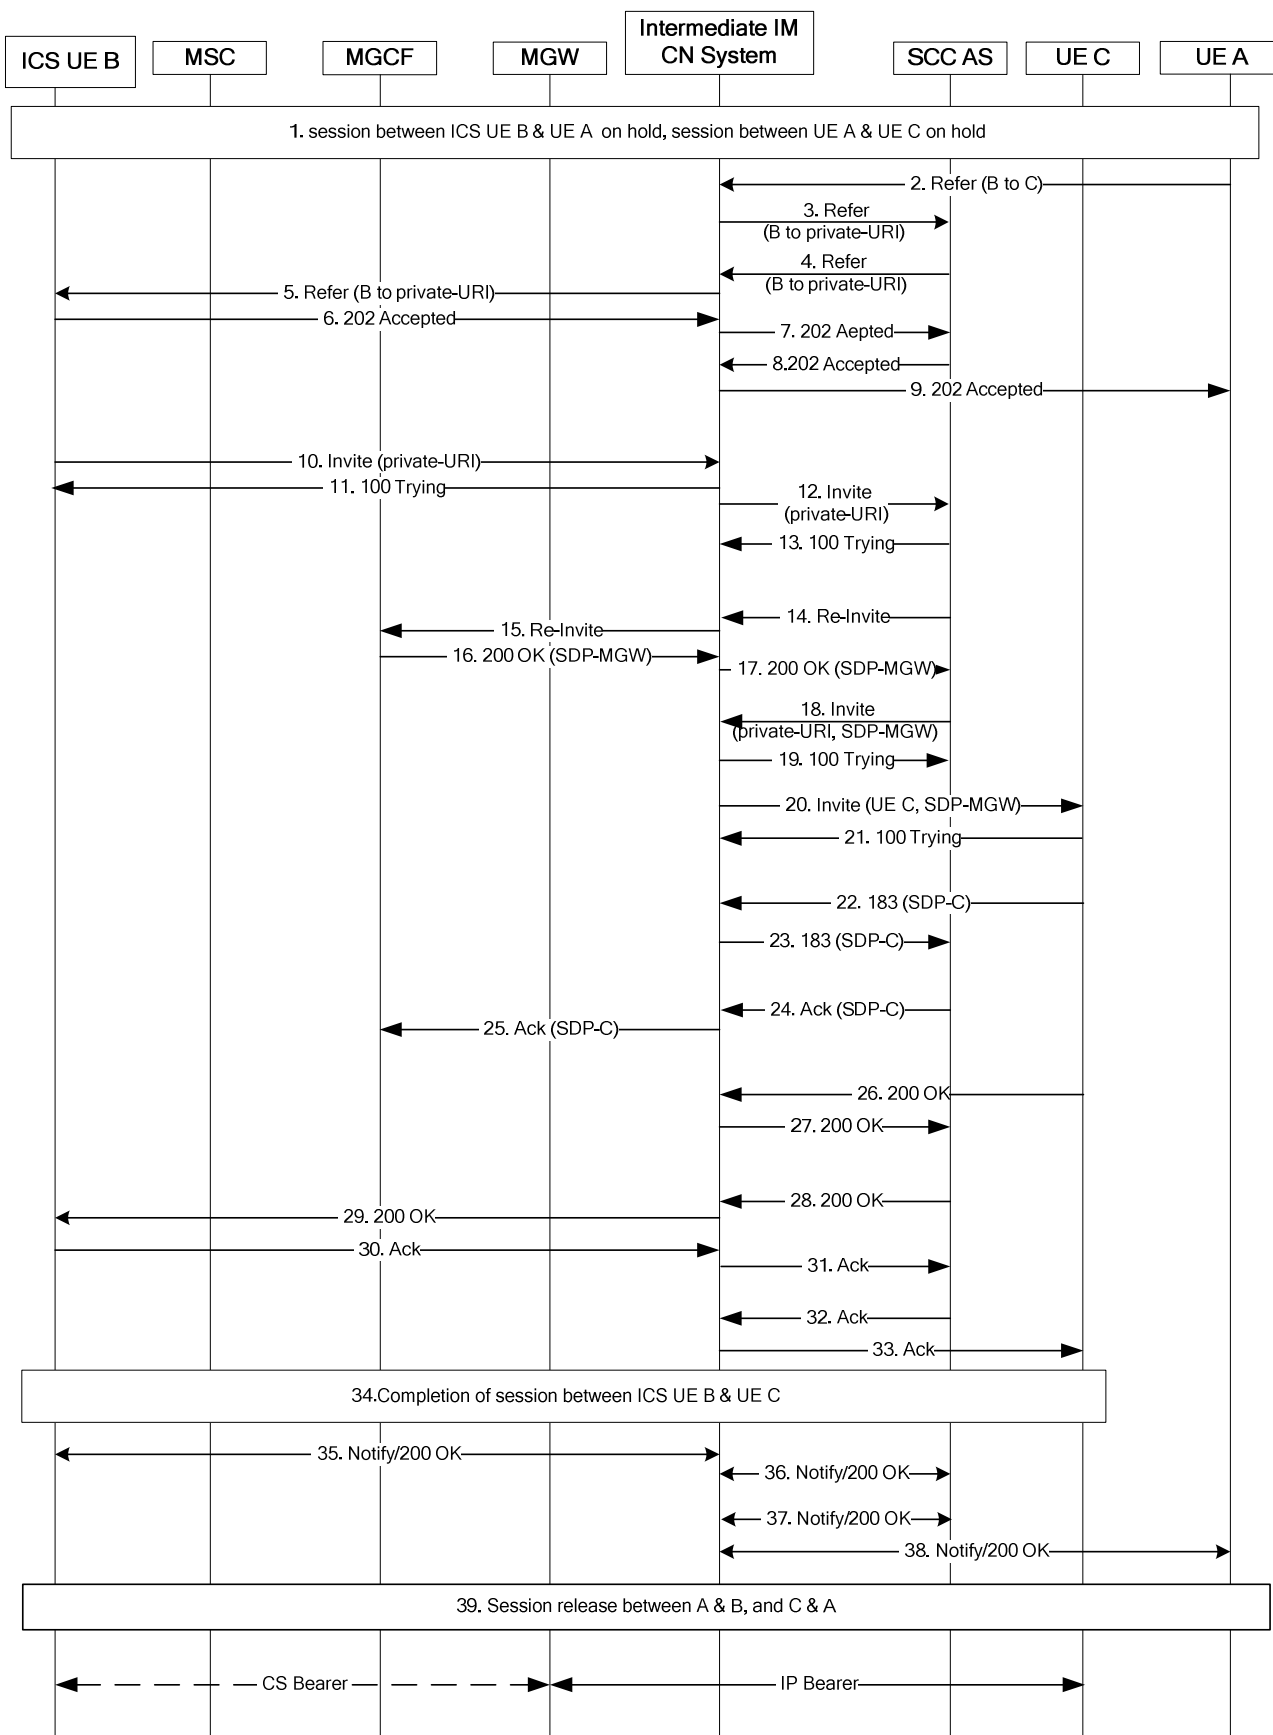 Intermediate IM
CN System
ICS UE B
MSC
MGCF
MGW
SCC AS
UE C
UE A
1. session between ICS UE B & UE A on hold, session between UE A & UE C on hold
2. Refer (B to C)
3. Refer
(B to private-URI)
4. Refer
(B to private-URI)
5. Refer (B to private-URI)
6. 202 Accepted
7. 202 Aepted
8.202 Accepted
9. 202 Accepted
10. Invite (private-URI)
11. 100 Trying
12. Invite
(private-URI)
13. 100 Trying
14. Re-Invite
15. Re-Invite
16. 200 OK (SDP-MGW)
17. 200 OK (SDP-MGW)
18. Invite
(private-URI, SDP-MGW)
19. 100 Trying
20. Invite (UE C, SDP-MGW)
21. 100 Trying
22. 183 (SDP-C)
23. 183 (SDP-C)
24. Ack (SDP-C)
25. Ack (SDP-C)
26. 200 OK
27. 200 OK
28. 200 OK
29. 200 OK
30. Ack
31. Ack
32. Ack
33. Ack
34.Completion of session between ICS UE B & UE C
35. Notify/200 OK
36. Notify/200 OK
37. Notify/200 OK
38. Notify/200 OK
39. Session release between A & B, and C & A
CS Bearer
IP Bearer